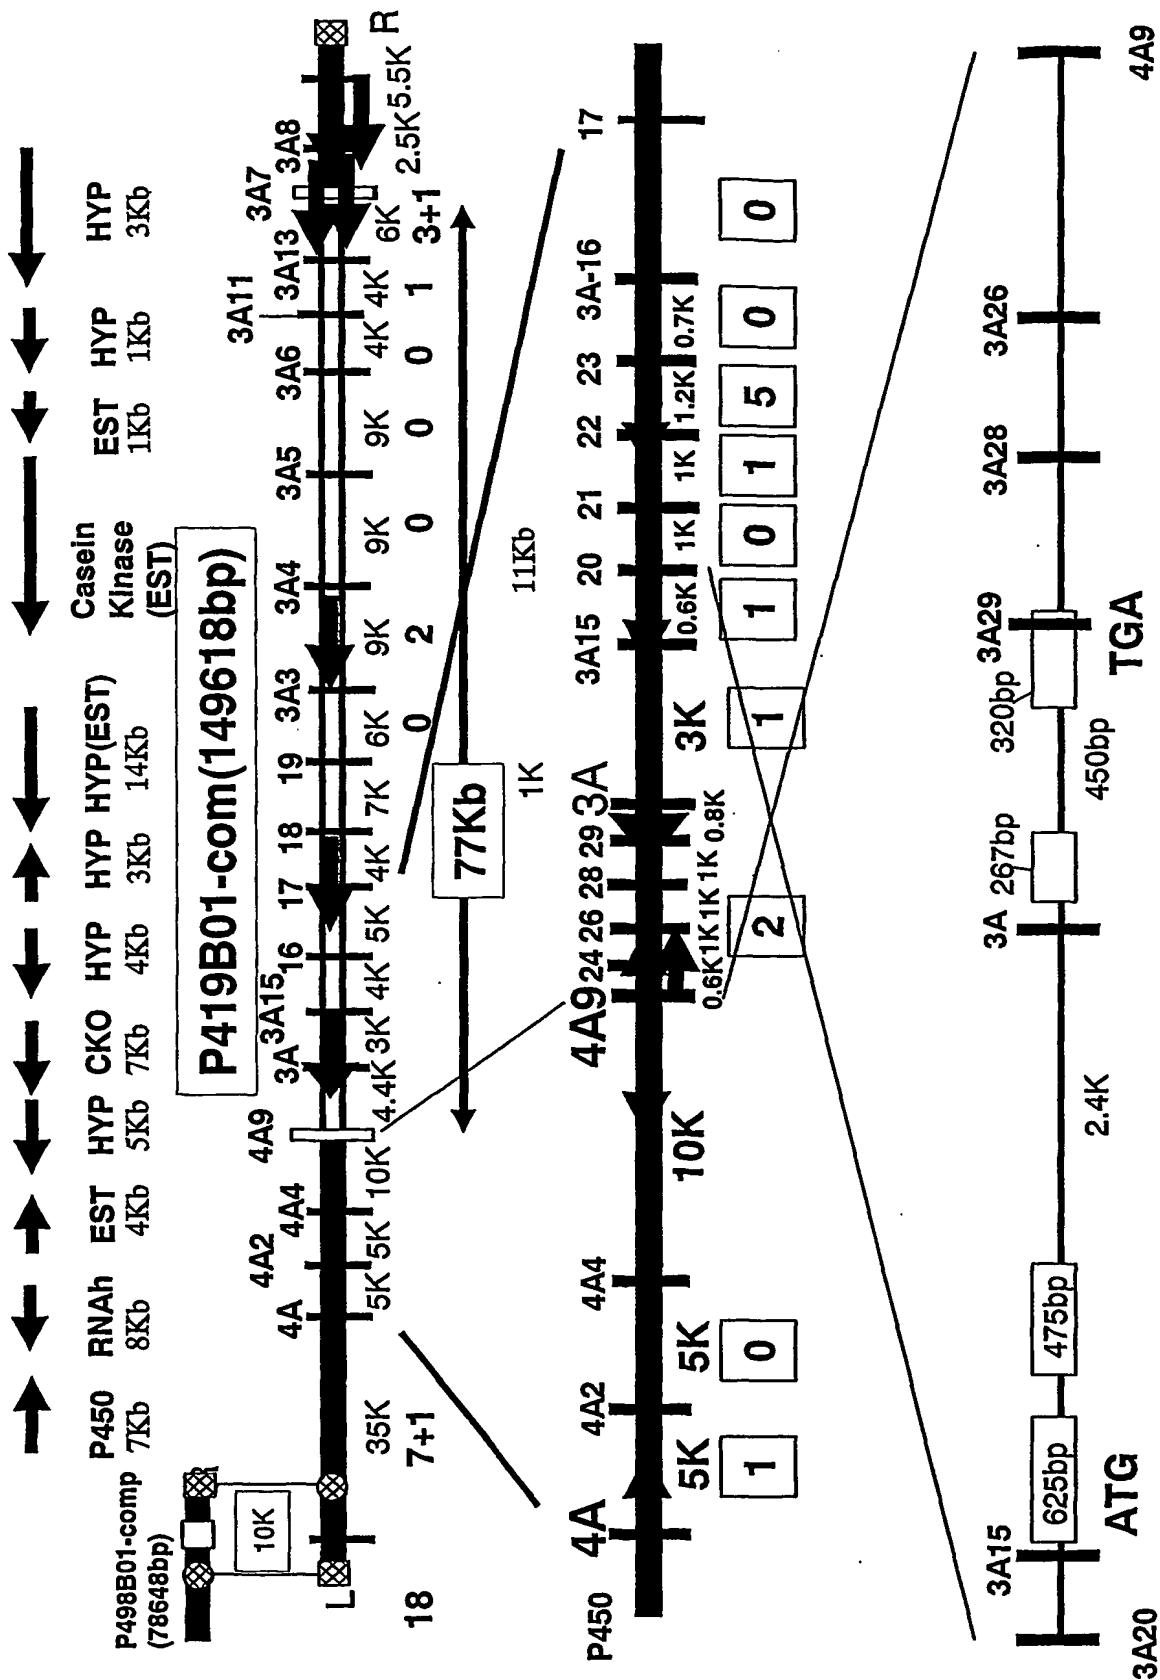 P450 RNAh EST HYP CKO HYP HYP HYP(EST) Casein EST HYP HYP
KInase
(EST)
7Kb 8Kb 4Kb 5Kb 7Kb 4Kb 3Kb 14Kb 1Kb 1Kb 3Kb
P498B01-comp
(78648bp)
P419B01-com(149618bp)
10K
4A 4A2 4A4 4A9 3A 3A15 16 17 18 19 3A3 3A4 3A5 3A6 3A11 3A13 3A7 3A8
L R
35K 5K 5K 10K 4.4K 3K 4K 5K 4K 7K 6K 9K 9K 9K 4K 4K 6K 2.5K 5.5K
18 7+1 0 2 0 0 0 1 3+1
77Kb
1K 11Kb
P450 4A 4A2 4A4 4A9 24 26 28 29 3A 3A15 20 21 22 23 3A-16 17
5K 5K 10K 0.6K 1K 1K 1K 0.8K 3K 0.6K 1K 1K 1.2K 0.7K
1 0 2 1 1 0 1 5 0 0
3A20 3A15 3A 3A29 3A28 3A26 4A9
625bp 475bp 267bp 320bp
2.4K 450bp
ATG TGA